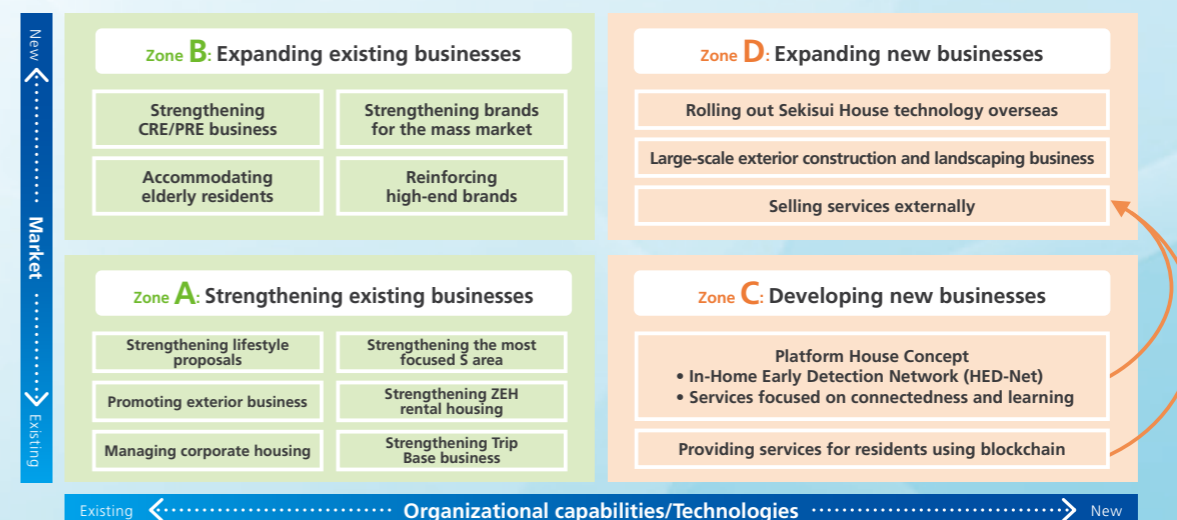 New
Market
Existing
Zone B: Expanding existing businesses
Strengthening
CRE/PRE business
Strengthening brands
for the mass market
Accommodating
elderly residents
Reinforcing
high-end brands
Zone D: Expanding new businesses
Rolling out Sekisui House technology overseas
Large-scale exterior construction and landscaping business
Selling services externally
Zone A: Strengthening existing businesses
Strengthening lifestyle
proposals
Strengthening the most
focused S area
Promoting exterior business
Strengthening ZEH
rental housing
Managing corporate housing
Strengthening Trip
Base business
Zone C: Developing new businesses
Platform House Concept
• In-Home Early Detection Network (HED-Net)
• Services focused on connectedness and learning
Providing services for residents using blockchain
Existing
Organizational capabilities/Technologies
New